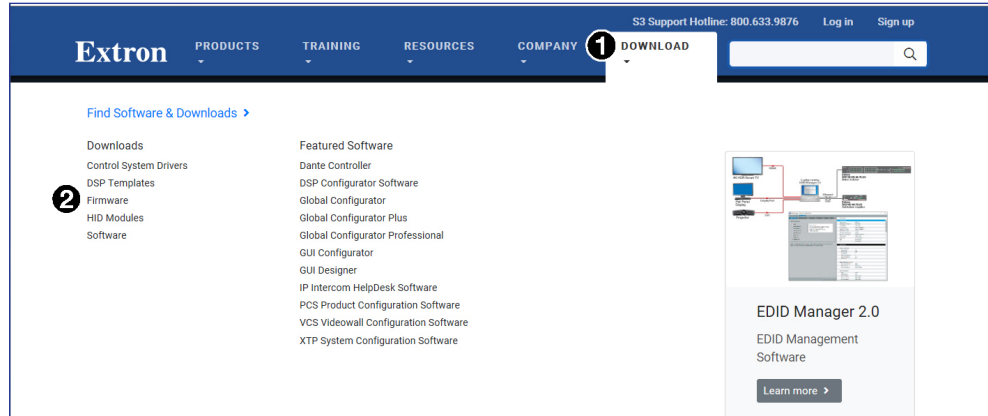 S3 Support Hotline: 800.633.9876 Log in Sign up
Extron PRODUCTS TRAINING RESOURCES COMPANY 1 DOWNLOAD
Find Software & Downloads >
Downloads
Control System Drivers
DSP Templates
2 Firmware
HID Modules
Software
Featured Software
Dante Controller
DSP Configurator Software
Global Configurator
Global Configurator Plus
Global Configurator Professional
GUI Configurator
GUI Designer
IP Intercom HelpDesk Software
PCS Product Configuration Software
VCS Videowall Configuration Software
XTP System Configuration Software
EDID Manager 2.0
EDID Management
Software
Learn more >